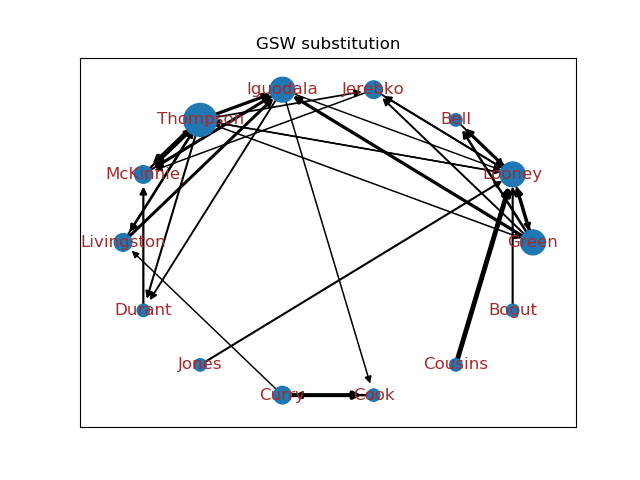 GSW substitution
Iguodala
Jerebko
Thompson
Bell
McKinnie
Looney
Livingston
Green
Durant
Bogut
Jones
Cousins
Curry
Cook